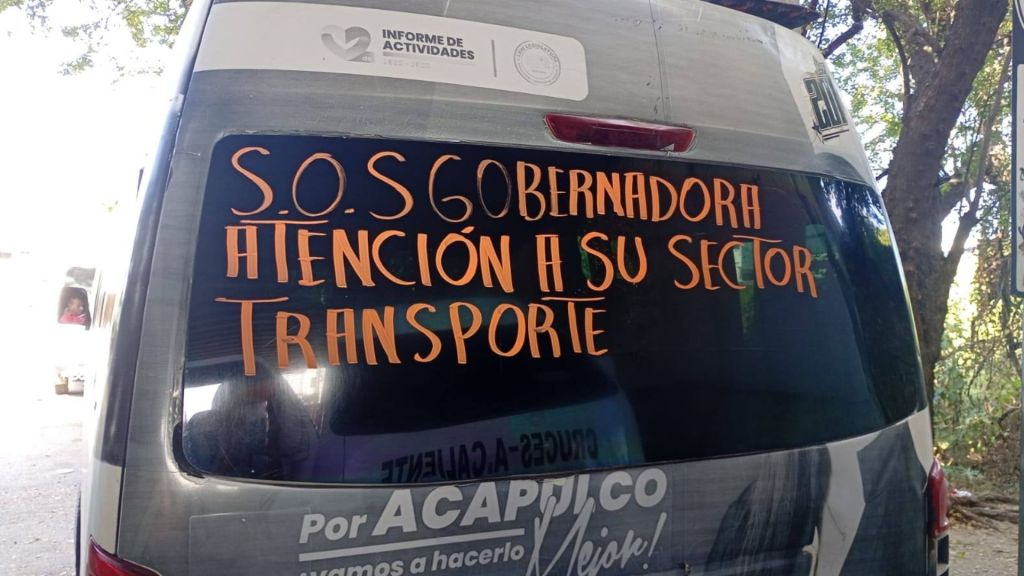 INFORME DE
ACTIVIDADES
S.O.S GOBERNADORA
ATENCIÓN A SU SECTOR
TRANSPORTE
CRUCES-A.CALIENTE
Por ACAPULCO
vamos a hacerlo
Mejor!